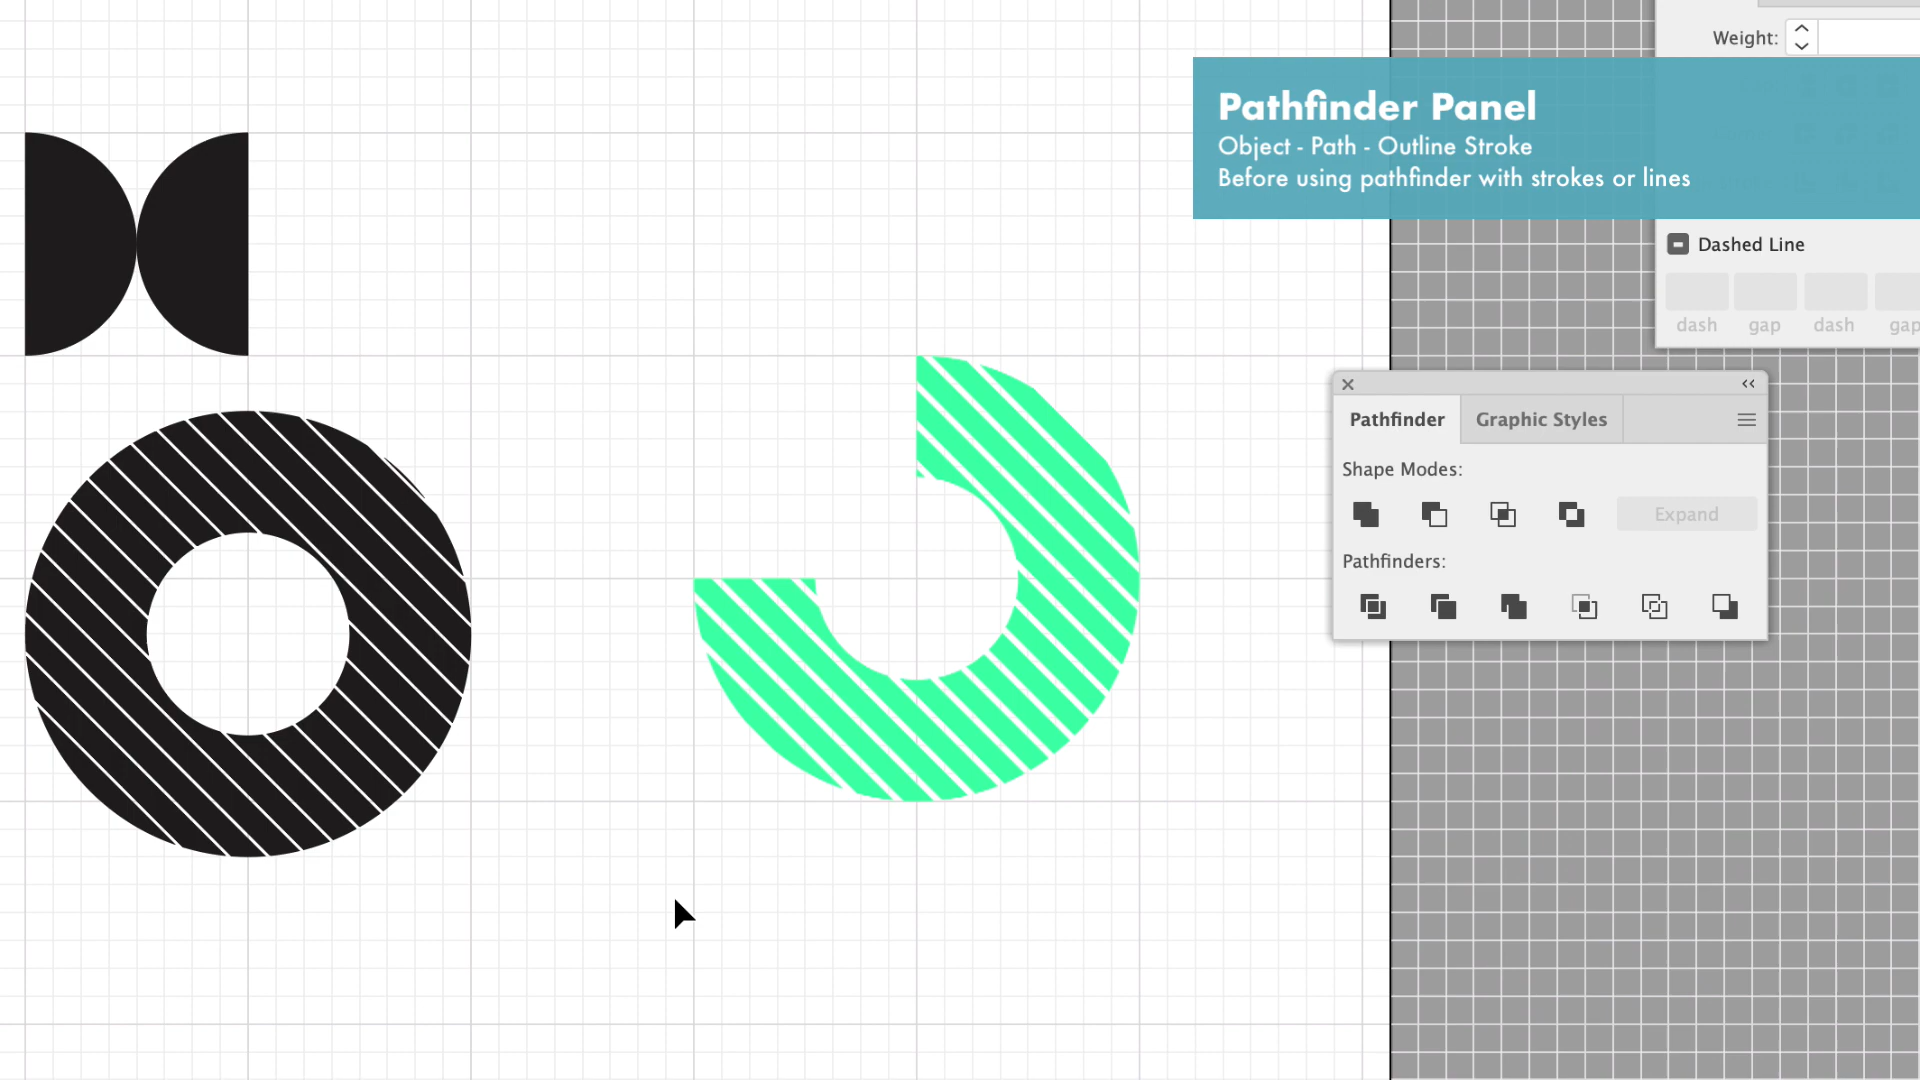 Weight:
Pathfinder Panel
Object - Path - Outline Stroke
Before using pathfinder with strokes or lines
Dashed Line
dash gap dash gap
Pathfinder Graphic Styles
Shape Modes:
Expand
Pathfinders: